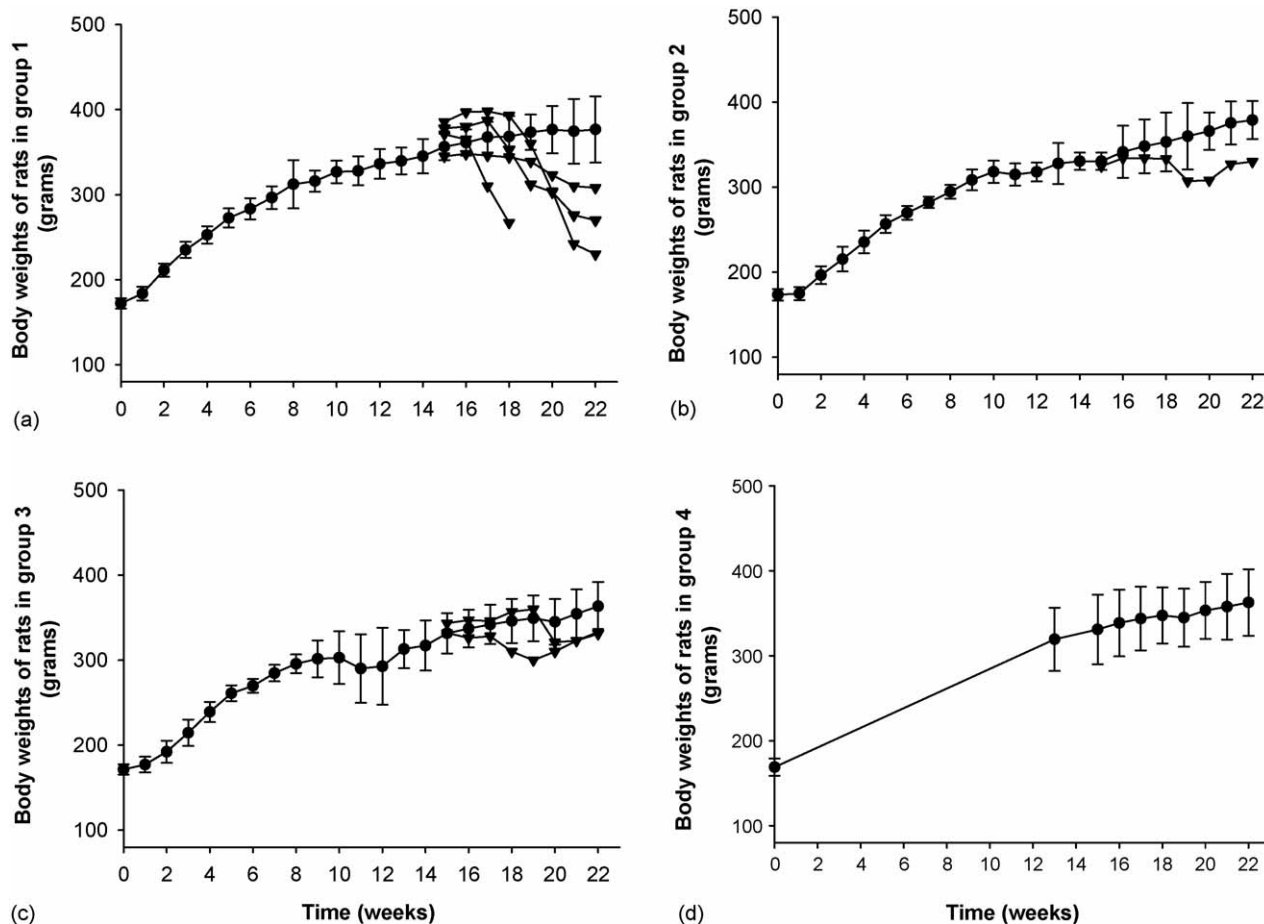 Body weights of rats in group 1
(grams)
500
400
300
200
100
0 2 4 6 8 10 12 14 16 18 20 22
(a)
Body weights of rats in group 2
(grams)
500
400
300
200
100
0 2 4 6 8 10 12 14 16 18 20 22
(b)
Body weights of rats in group 3
(grams)
500
400
300
200
100
0 2 4 6 8 10 12 14 16 18 20 22
(c)
Time (weeks)
Body weights of rats in group 4
(grams)
500
400
300
200
100
0 2 4 6 8 10 12 14 16 18 20 22
(d)
Time (weeks)